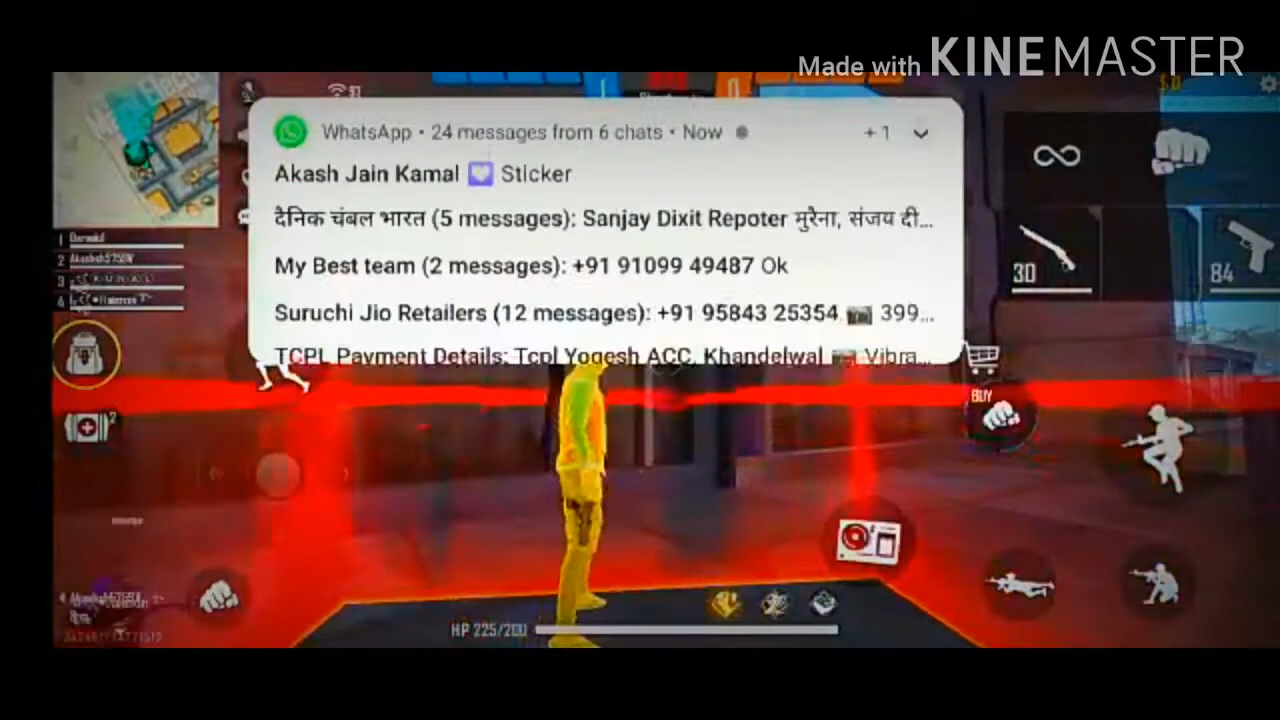 Made with KINEMASTER
WhatsApp • 24 messages from 6 chats • Now
+1
Akash Jain Kamal 💟 Sticker
दैनिक चंबल भारत (5 messages): Sanjay Dixit Repoter मुरैना, संजय दी...
My Best team (2 messages): +91 91099 49487 Ok
Suruchi Jio Retailers (12 messages): +91 95843 25354 📷 399...
TCPL Payment Details: Tcpl Yogesh ACC. Khandelwal 📷 Vibra...
30
84
BUY
2
HP 225/200